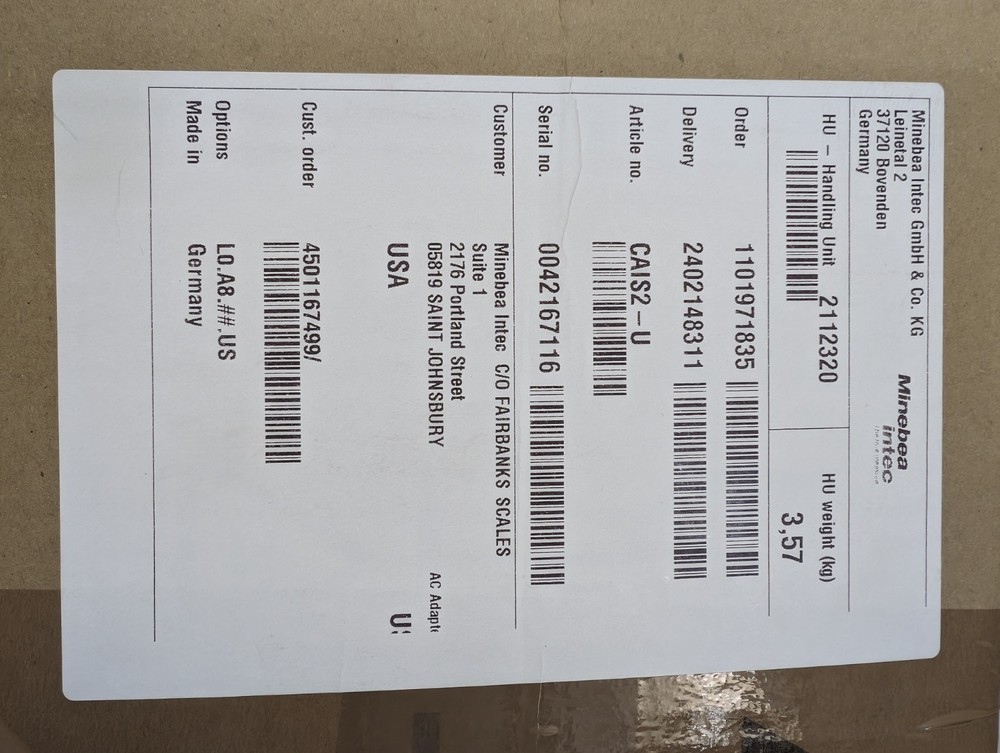 Minebea Intec GmbH & Co. KG
Leinetal 2
37120 Bovenden
Germany
Minebea
intec
HU – Handling Unit 2112320
HU weight (kg)
3,57
Order 1101971835
Delivery 2402148311
Article no. CAIS2–U
Serial no. 0042167116
Customer Minebea Intec C/O FAIRBANKS SCALES
Suite 1
2176 Portland Street
05819 SAINT JOHNSBURY
USA
AC Adapt
Cust. order 4501167499/
Options L0.A8.##.US
Made in Germany